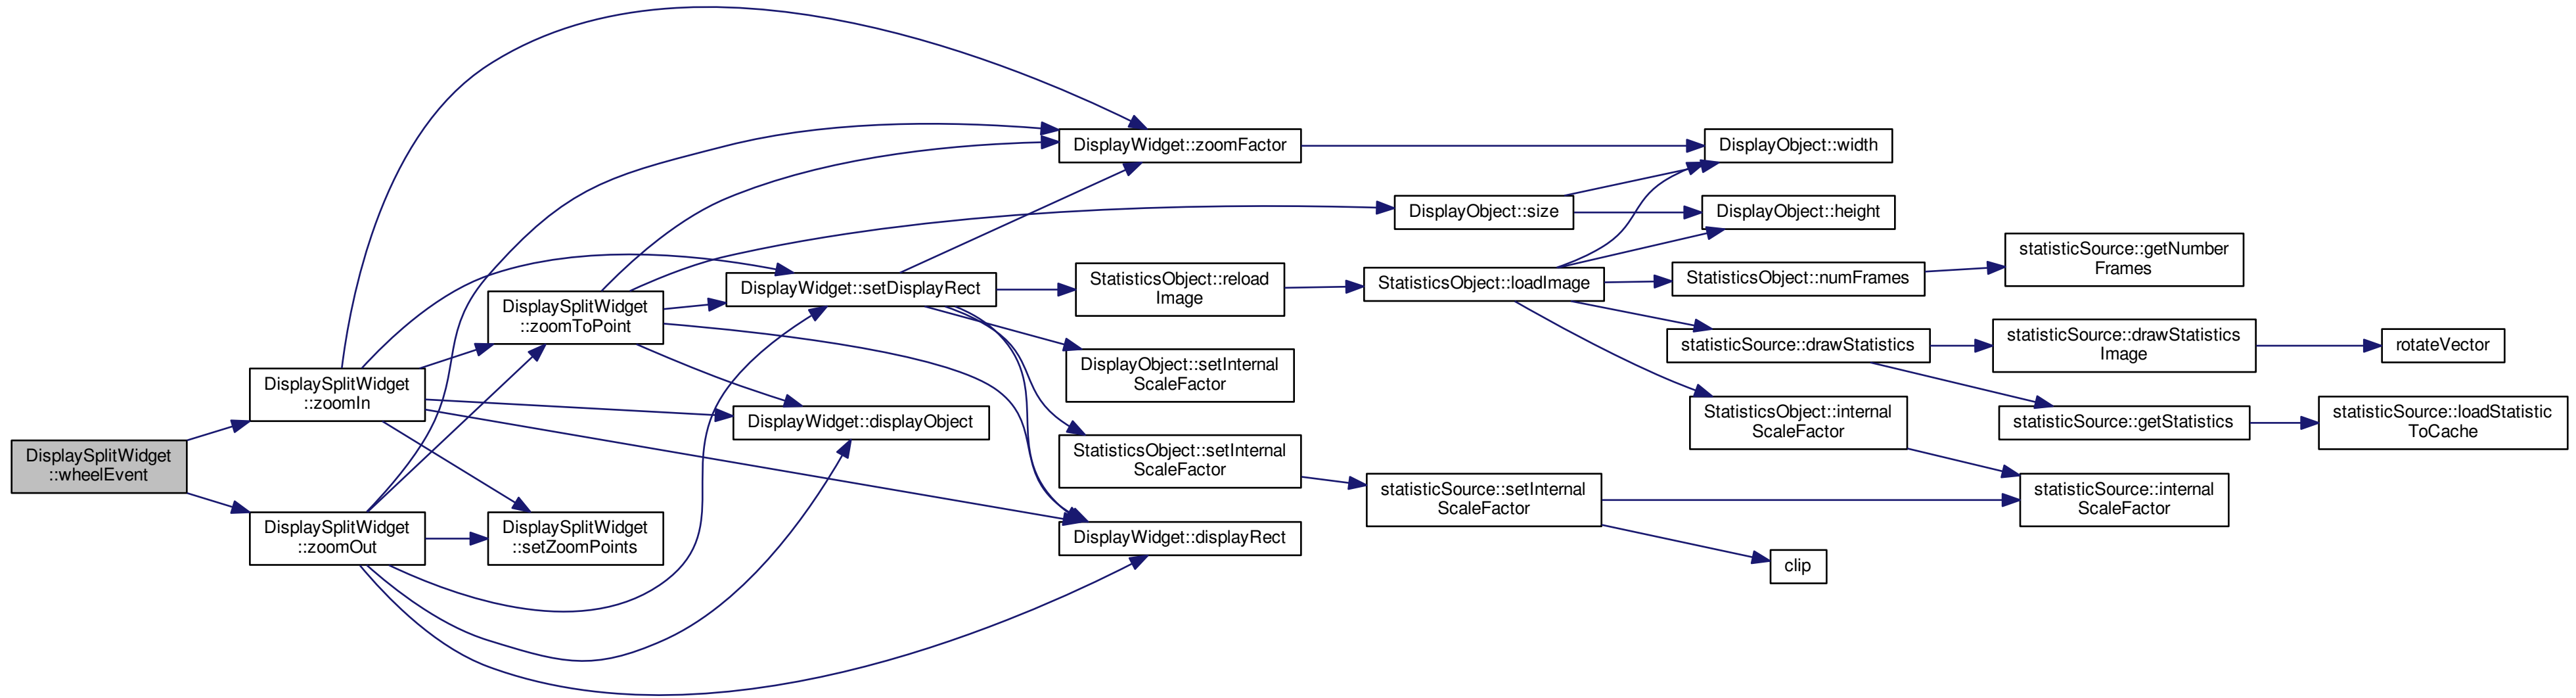 DisplaySplitWidget
::wheelEvent
DisplaySplitWidget
::zoomIn
DisplaySplitWidget
::zoomOut
DisplaySplitWidget
::zoomToPoint
DisplaySplitWidget
::setZoomPoints
DisplayWidget::setDisplayRect
DisplayWidget::displayObject
DisplayWidget::zoomFactor
StatisticsObject::reload
Image
DisplayObject::setInternal
ScaleFactor
StatisticsObject::setInternal
ScaleFactor
DisplayWidget::displayRect
DisplayObject::size
StatisticsObject::loadImage
statisticSource::setInternal
ScaleFactor
DisplayObject::width
DisplayObject::height
StatisticsObject::numFrames
statisticSource::drawStatistics
StatisticsObject::internal
ScaleFactor
clip
statisticSource::getNumber
Frames
statisticSource::drawStatistics
Image
statisticSource::getStatistics
statisticSource::internal
ScaleFactor
rotateVector
statisticSource::loadStatistic
ToCache